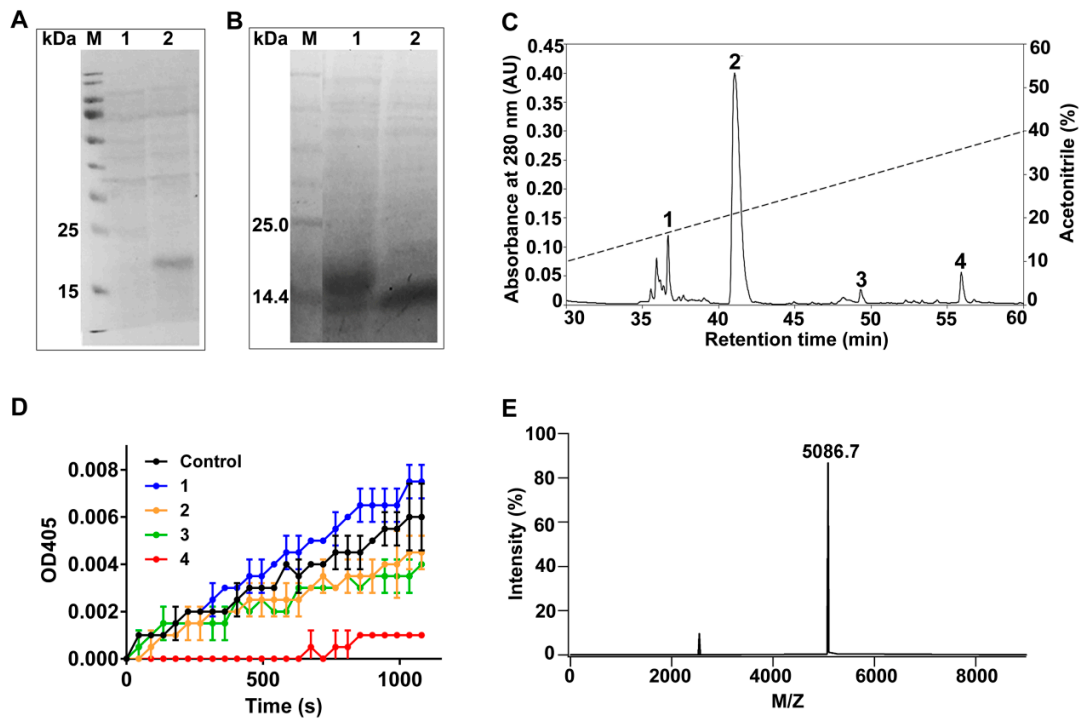 A
kDa M 1 2
25
15
B
kDa M 1 2
25.0
14.4
C
Absorbance at 280 nm (AU)
0.45
0.40
0.35
0.30
0.25
0.20
0.15
0.10
0.05
0
1
2
3
4
60
50
40
30
20
10
0
Acetonitrile (%)
30 35 40 45 50 55 60
Retention time (min)
D
OD405
0.008
0.006
0.004
0.002
0.000
Control
1
2
3
4
0 500 1000
Time (s)
E
Intensity (%)
100
80
60
40
20
0
5086.7
0 2000 4000 6000 8000
M/Z